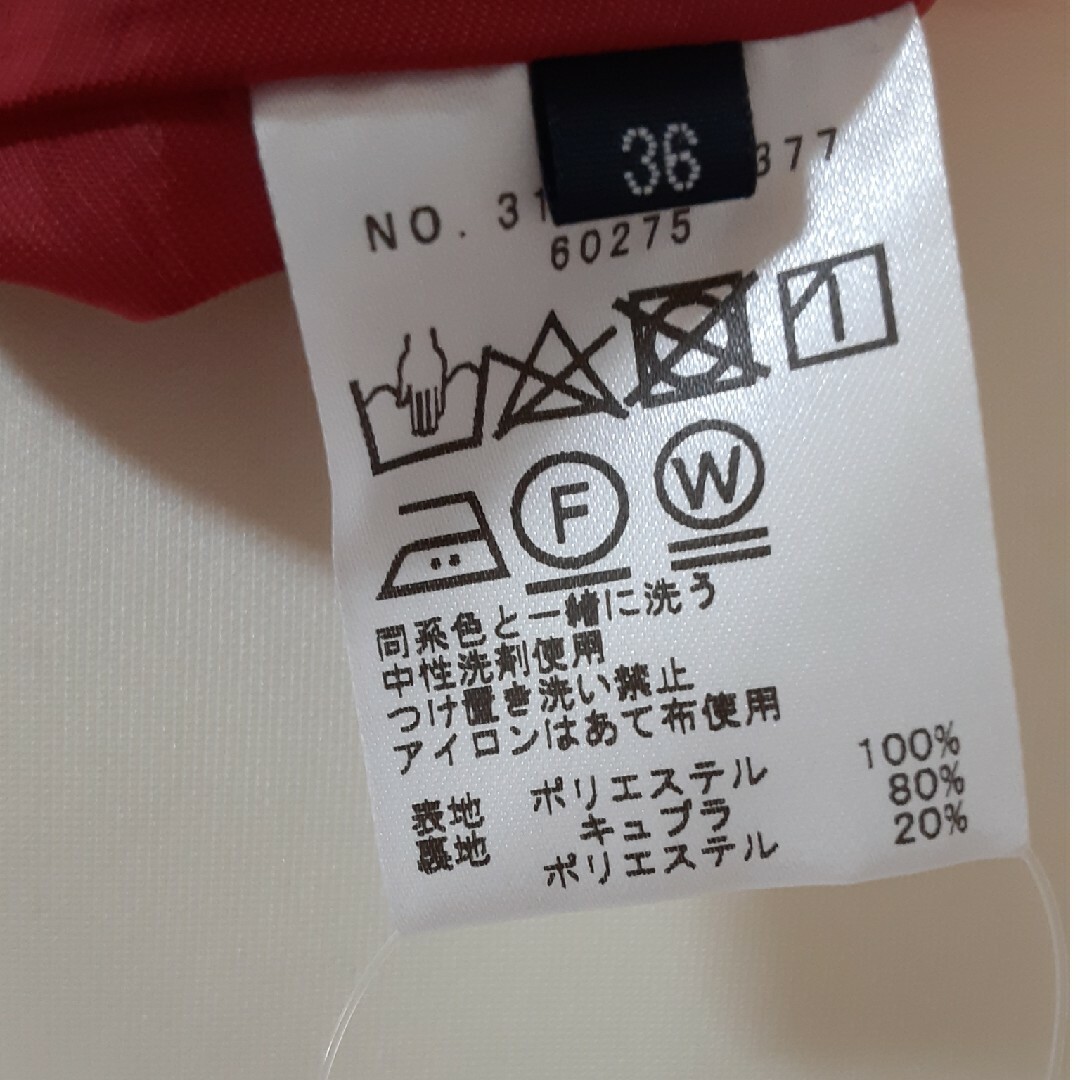 36
NO. 31 377
60275
F W
同系色と一緒に洗う
中性洗剤使用
つけ置き洗い禁止
アイロンはあて布使用
表地 ポリエステル 100%
裏地 キュプラ 80%
ポリエステル 20%